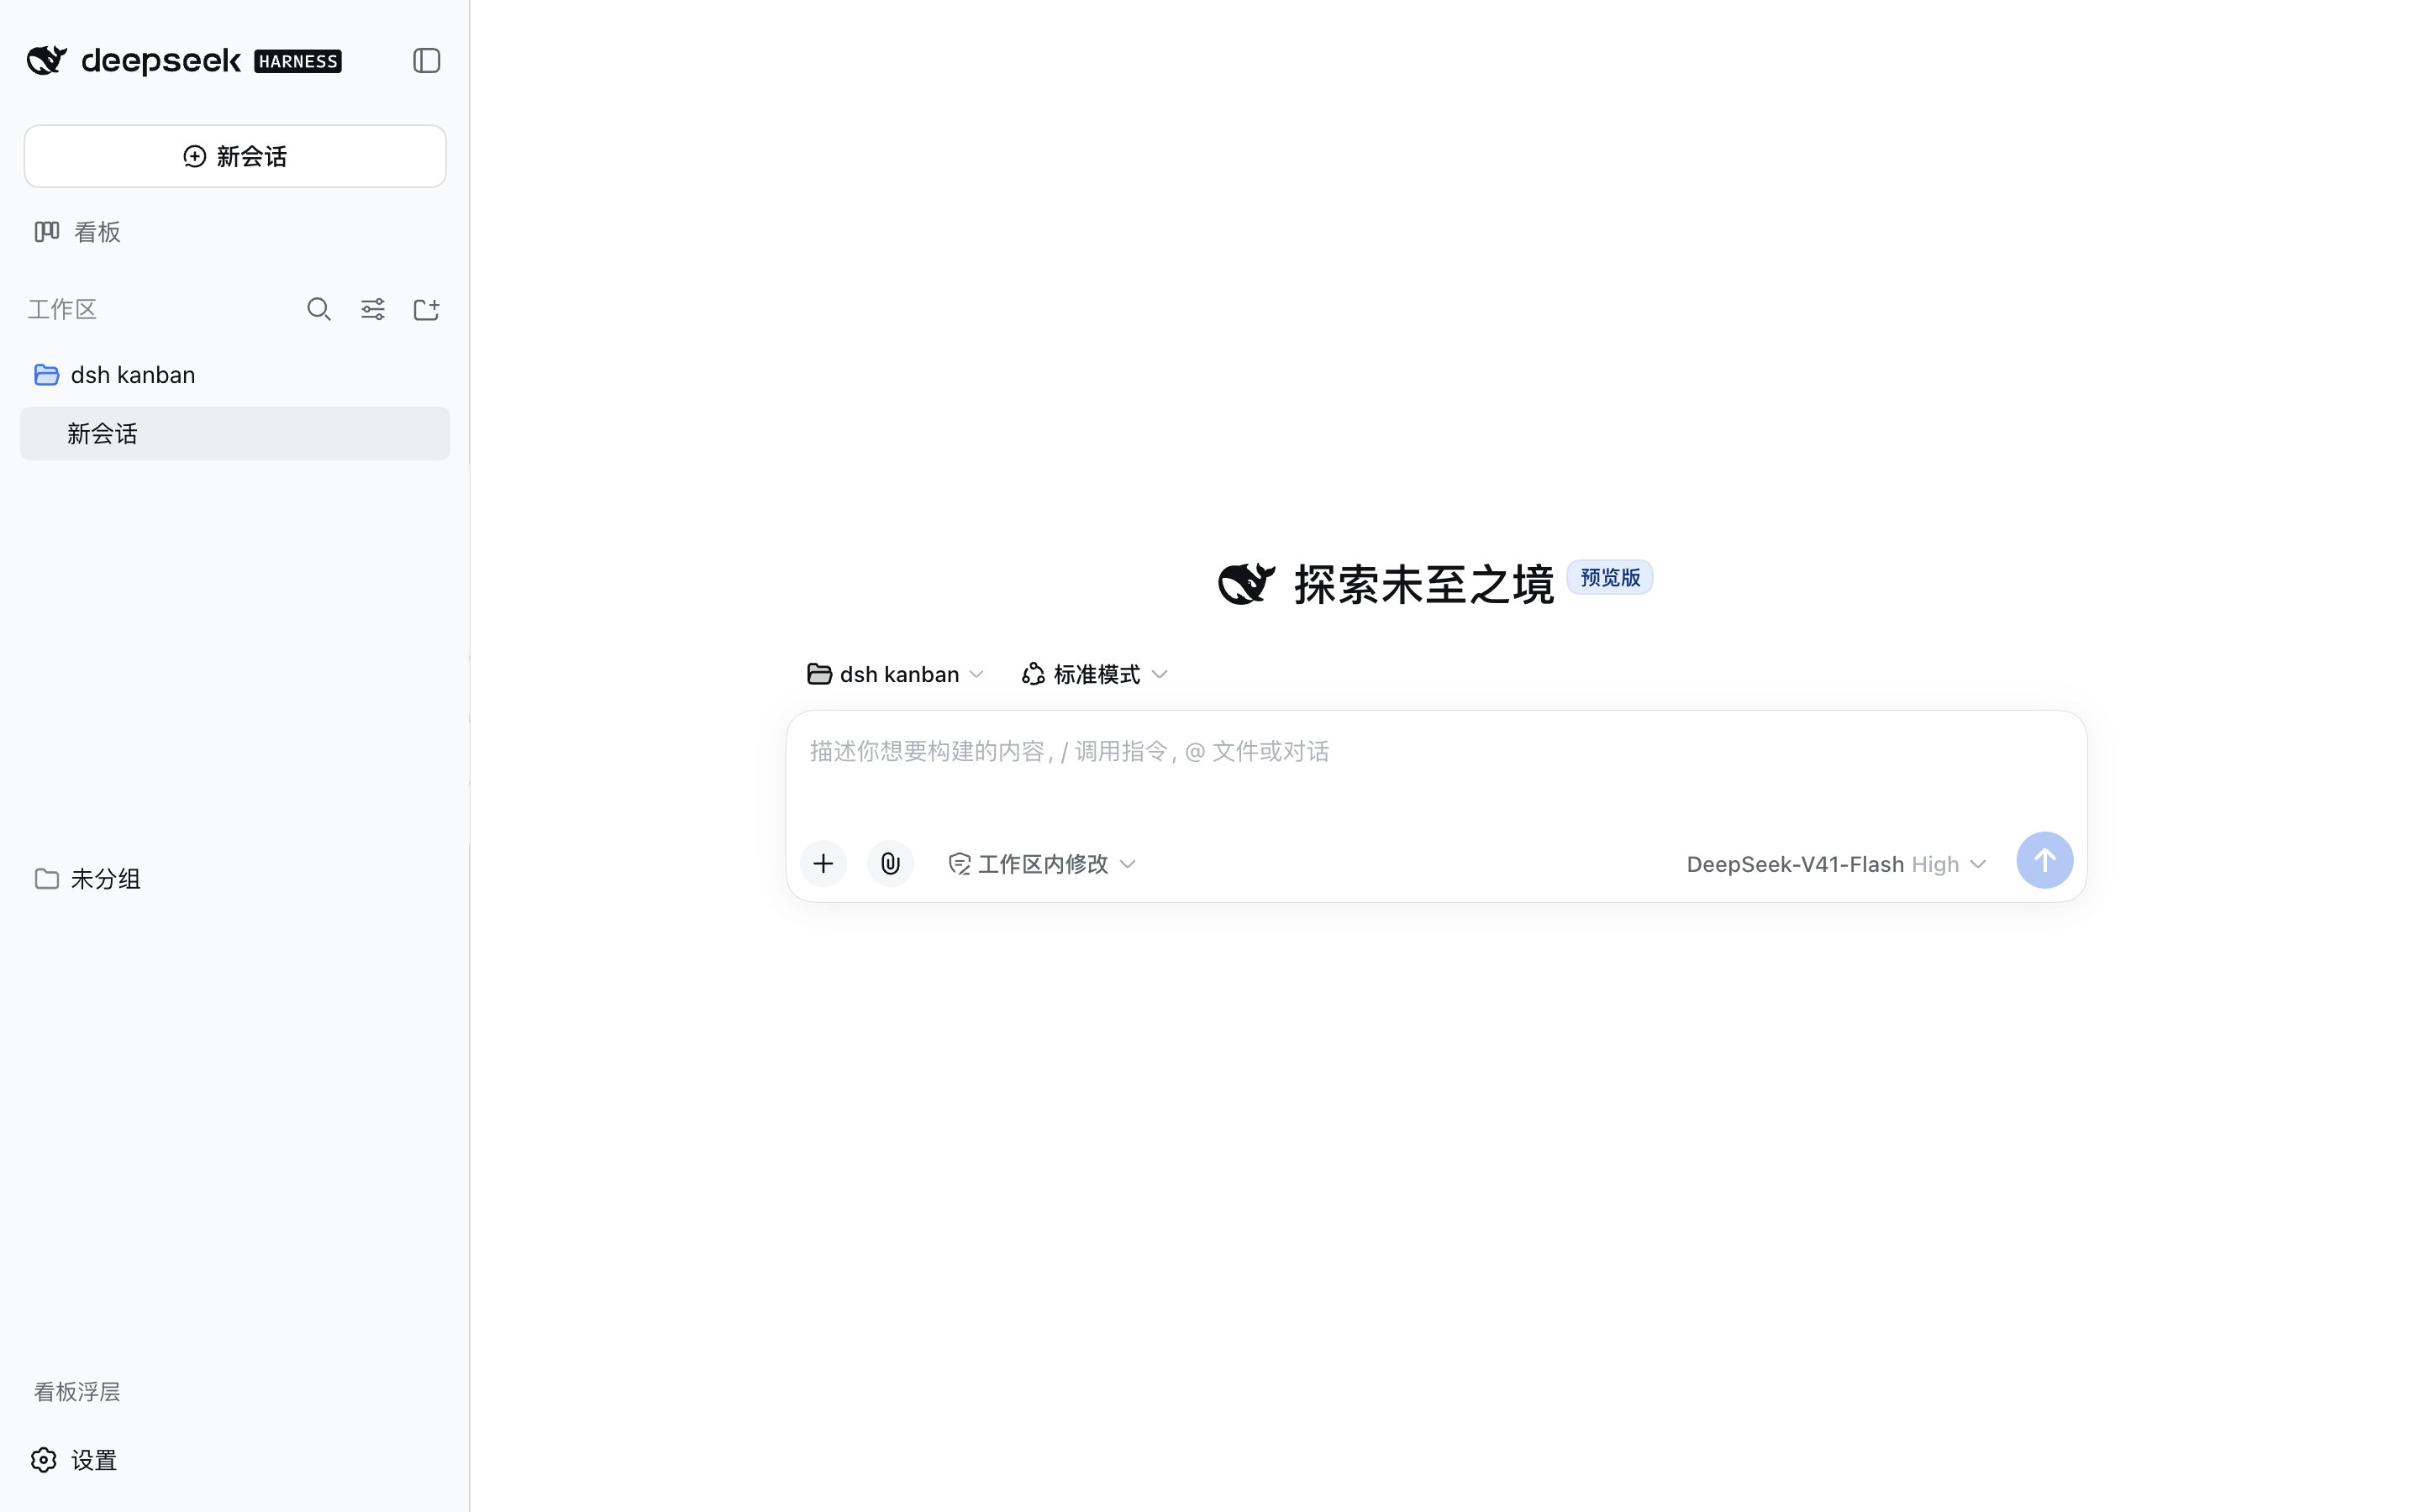 deepseek HARNESS
新会话
看板
工作区
dsh kanban
新会话
未分组
看板浮层
设置
探索未至之境 预览版
dsh kanban 标准模式
描述你想要构建的内容, / 调用指令, @ 文件或对话
工作区内修改 DeepSeek-V41-Flash High